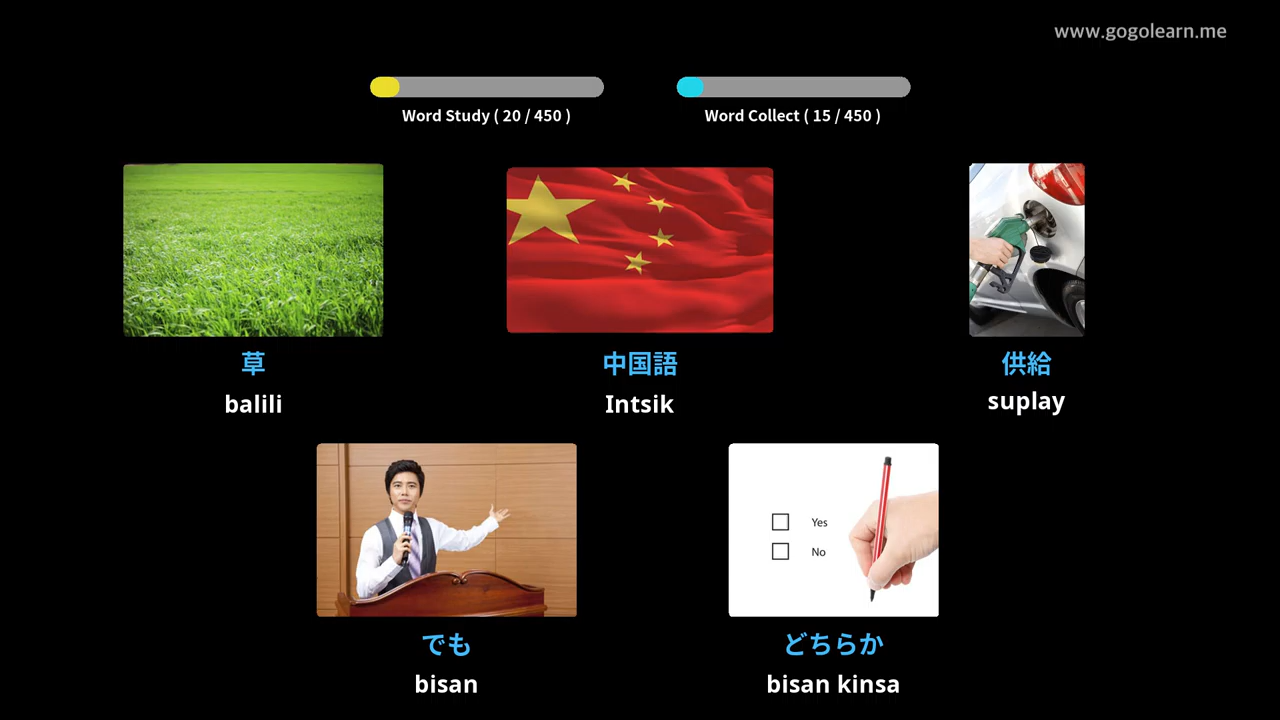 www.gogolearn.me
Word Study ( 20 / 450 )
Word Collect ( 15 / 450 )
草
balili
中国語
Intsik
供給
suplay
Yes
No
でも
bisan
どちらか
bisan kinsa